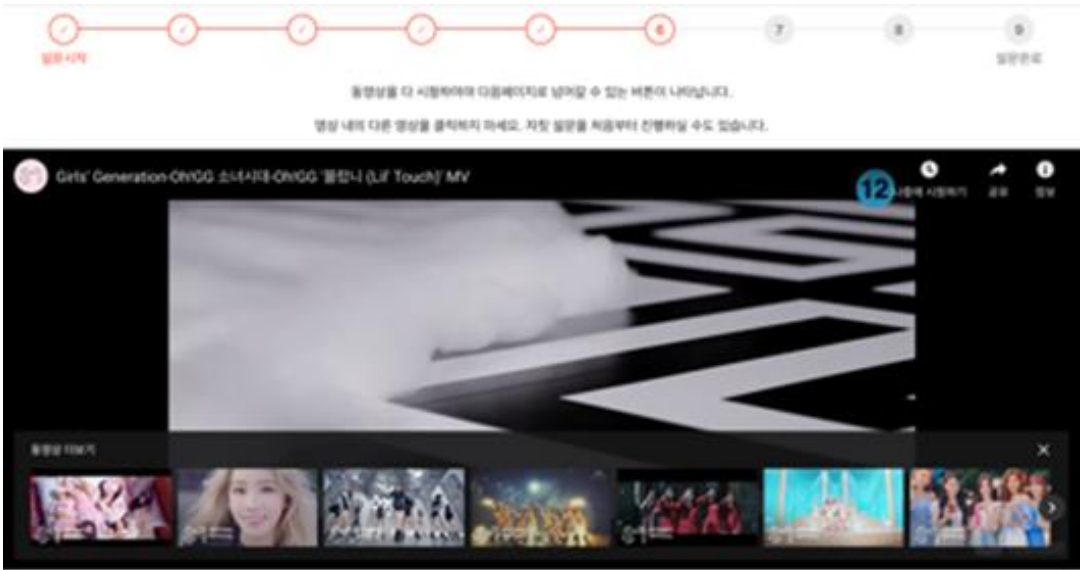 6 7 8 9
설문시작 설문완료
동영상을 다 시청하여야 다음페이지로 넘어갈 수 있는 버튼이 나타납니다.
영상 내의 다른 영상을 클릭하지 마세요. 자칫 설문을 처음부터 진행하실 수도 있습니다.
Girls' Generation-Oh!GG 소녀시대-Oh!GG '몰랐니 (Lil' Touch)' MV
12 나중에 시청하기 공유 정보
동영상 더보기